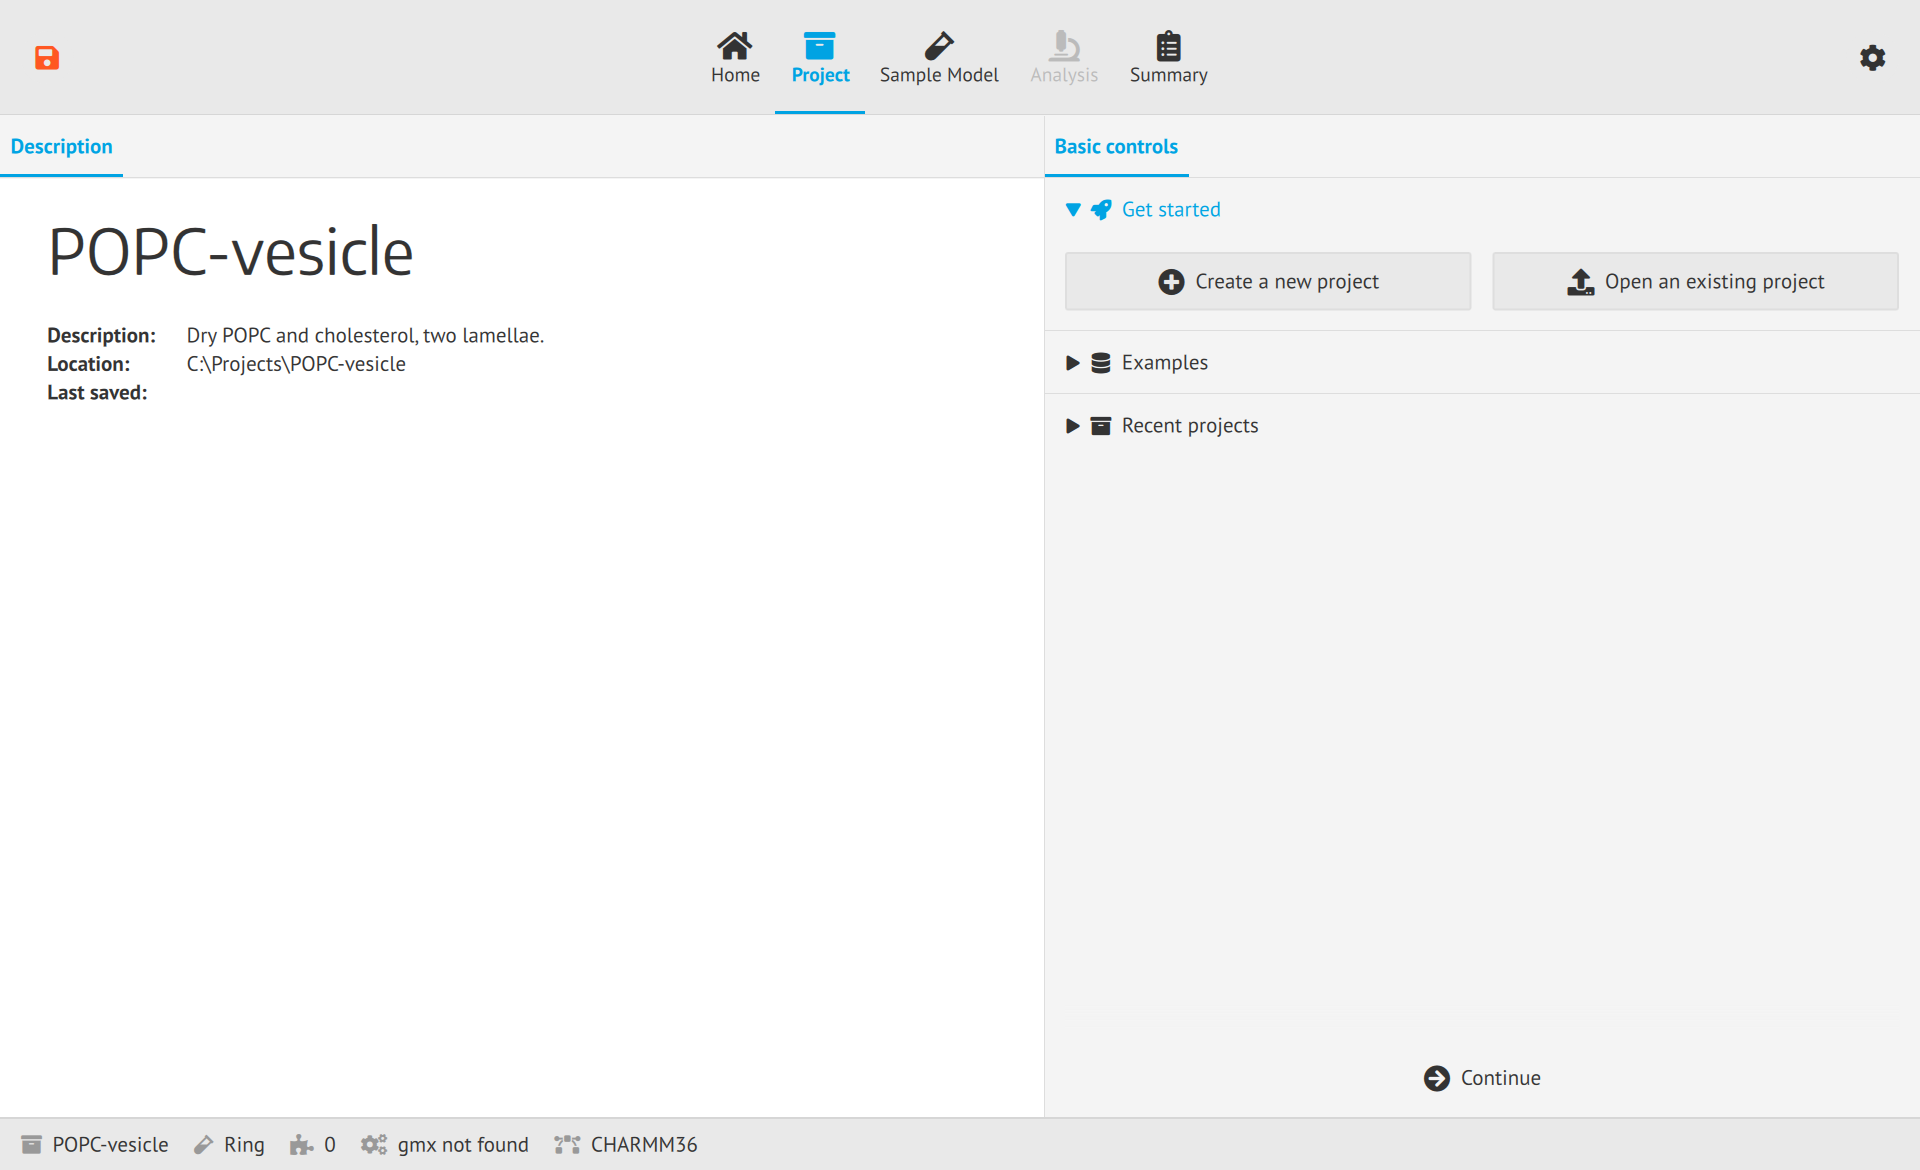 Home
Project
Sample Model
Analysis
Summary
Description
Basic controls
POPC-vesicle
Description: Dry POPC and cholesterol, two lamellae.
Location: C:\Projects\POPC-vesicle
Last saved:
Get started
Create a new project
Open an existing project
Examples
Recent projects
Continue
POPC-vesicle Ring 0 gmx not found CHARMM36